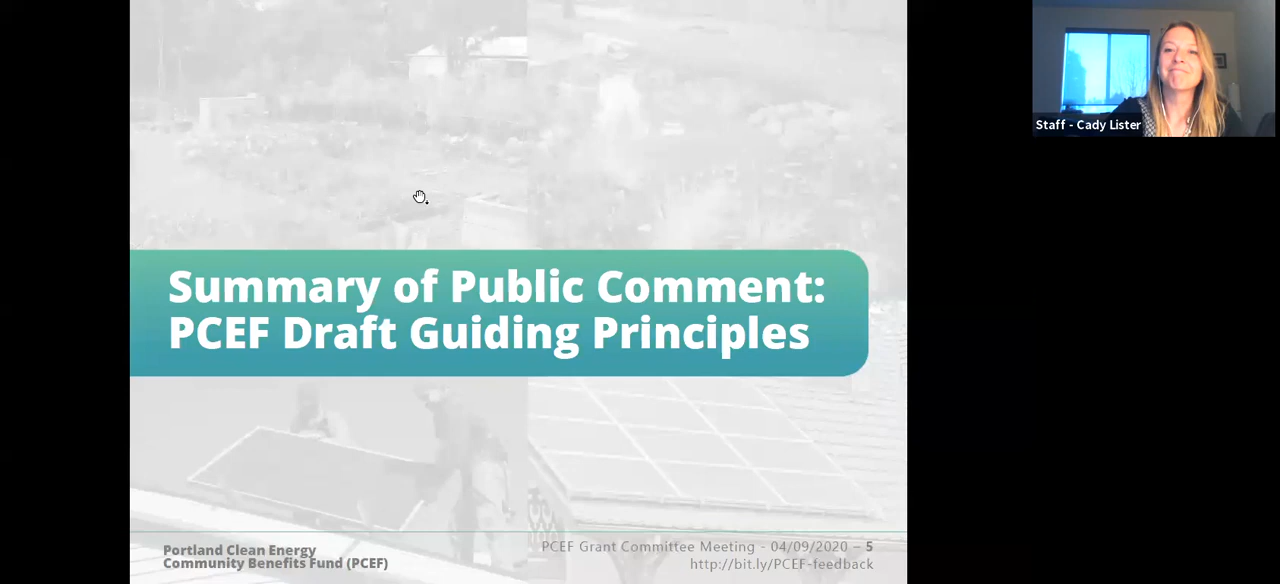 Staff - Cady Lister
Summary of Public Comment:
PCEF Draft Guiding Principles
Portland Clean Energy
Community Benefits Fund (PCEF)
PCEF Grant Committee Meeting - 04/09/2020 – 5
http://bit.ly/PCEF-feedback